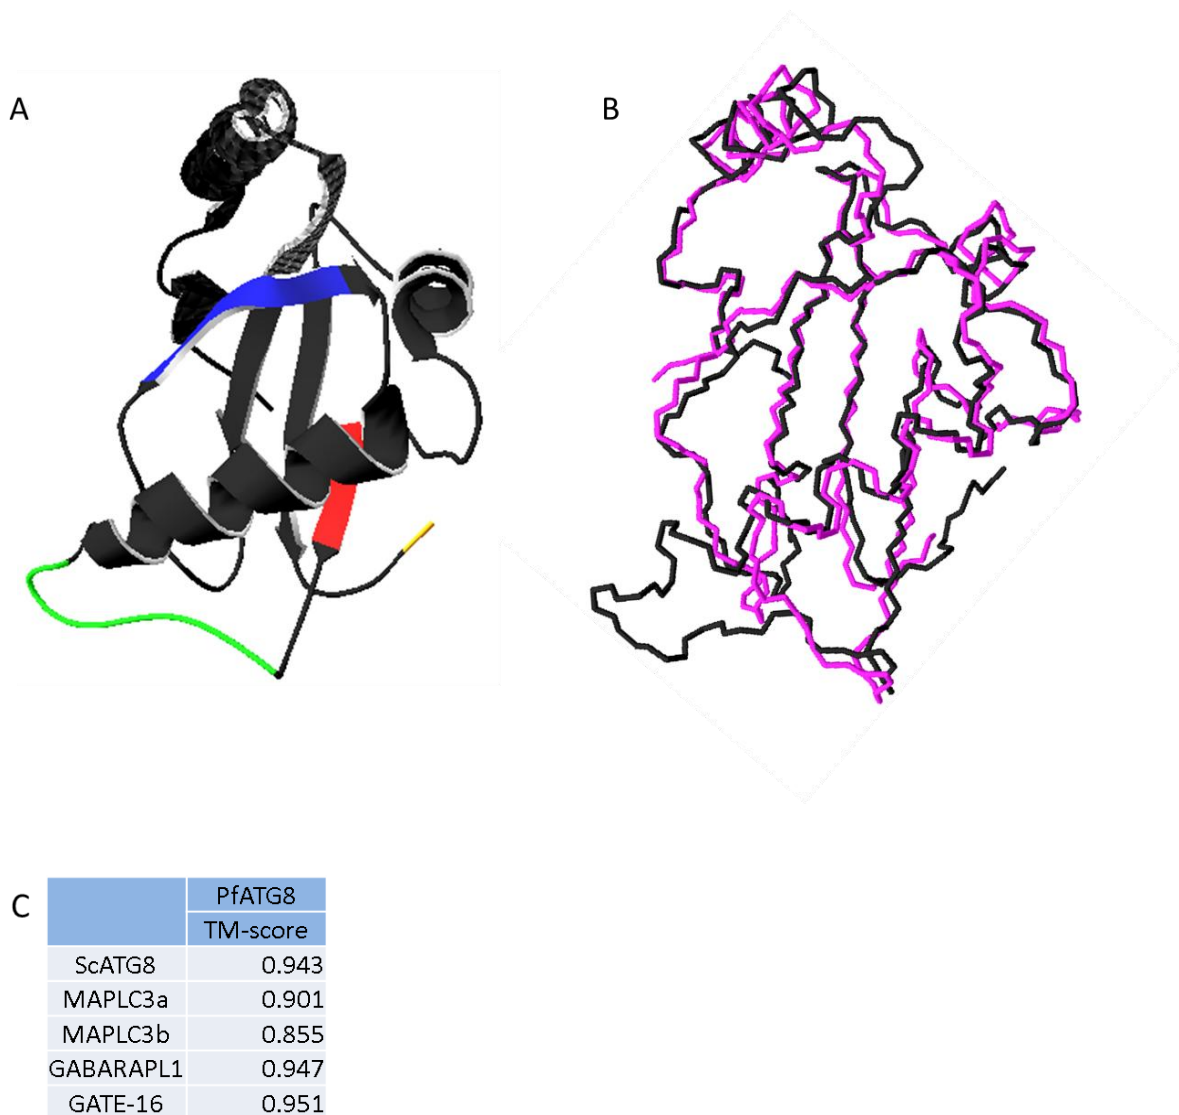 A
B
C
PfATG8
TM-score
ScATG8 0.943
MAPLC3a 0.901
MAPLC3b 0.855
GABARAPL1 0.947
GATE-16 0.951